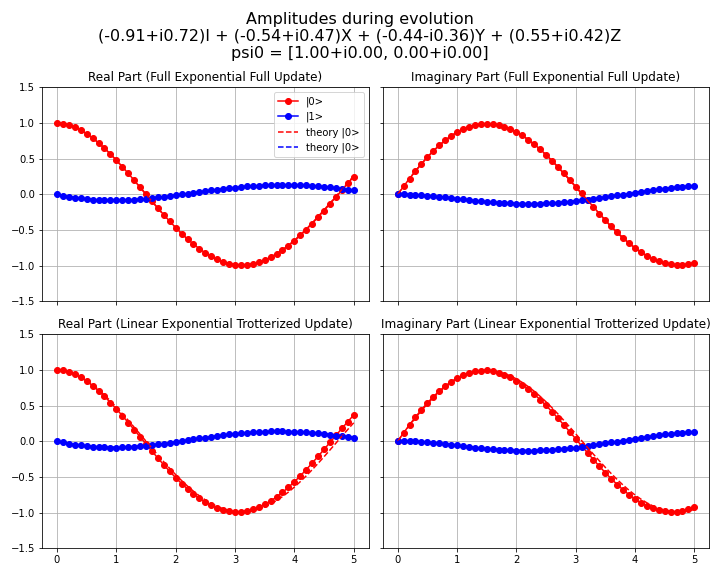 Amplitudes during evolution
(-0.91+i0.72)I + (-0.54+i0.47)X + (-0.44-i0.36)Y + (0.55+i0.42)Z
psi0 = [1.00+i0.00, 0.00+i0.00]
Real Part (Full Exponential Full Update)
1.5
1.0
0.5
0.0
−0.5
−1.0
−1.5
|0>
|1>
theory |0>
theory |0>
Imaginary Part (Full Exponential Full Update)
Real Part (Linear Exponential Trotterized Update)
1.5
1.0
0.5
0.0
−0.5
−1.0
−1.5
0 1 2 3 4 5
Imaginary Part (Linear Exponential Trotterized Update)
0 1 2 3 4 5